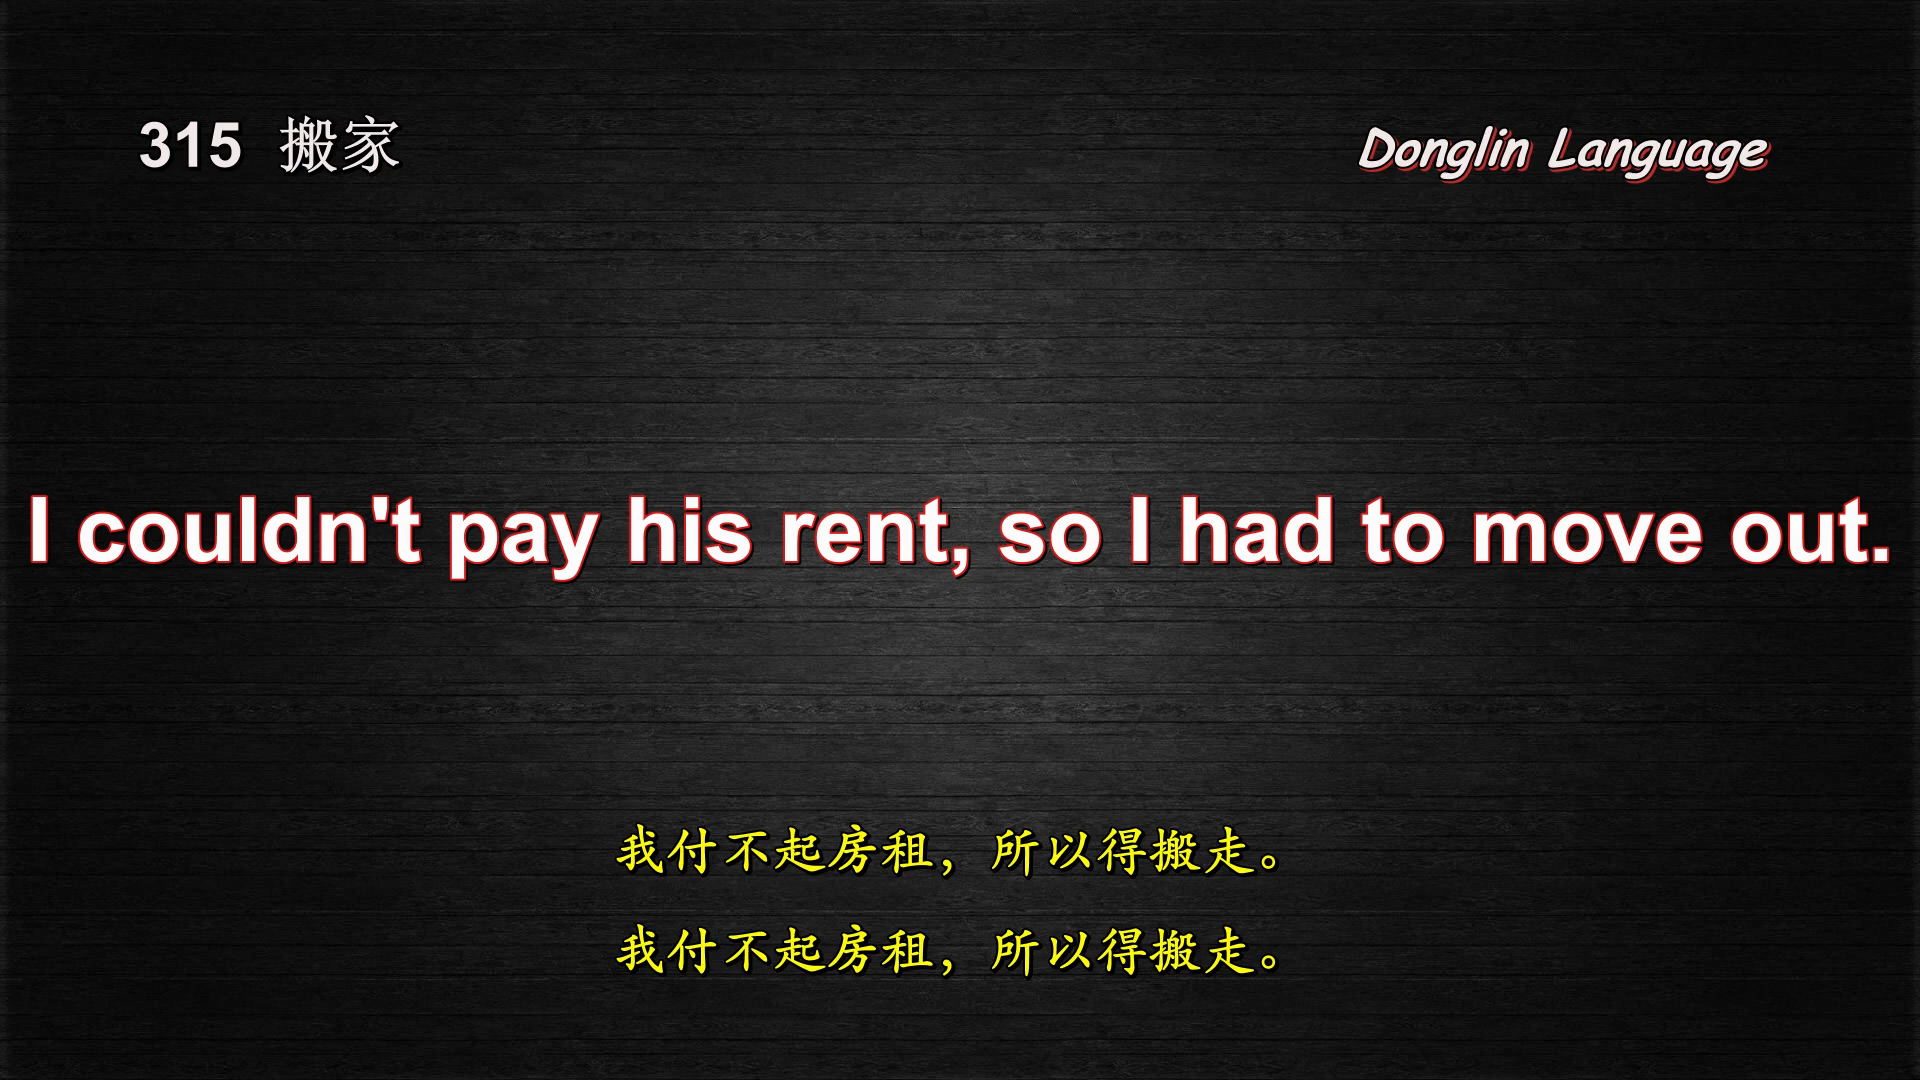 315 搬家
Donglin Language
I couldn't pay his rent, so I had to move out.
我付不起房租，所以得搬走。
我付不起房租，所以得搬走。